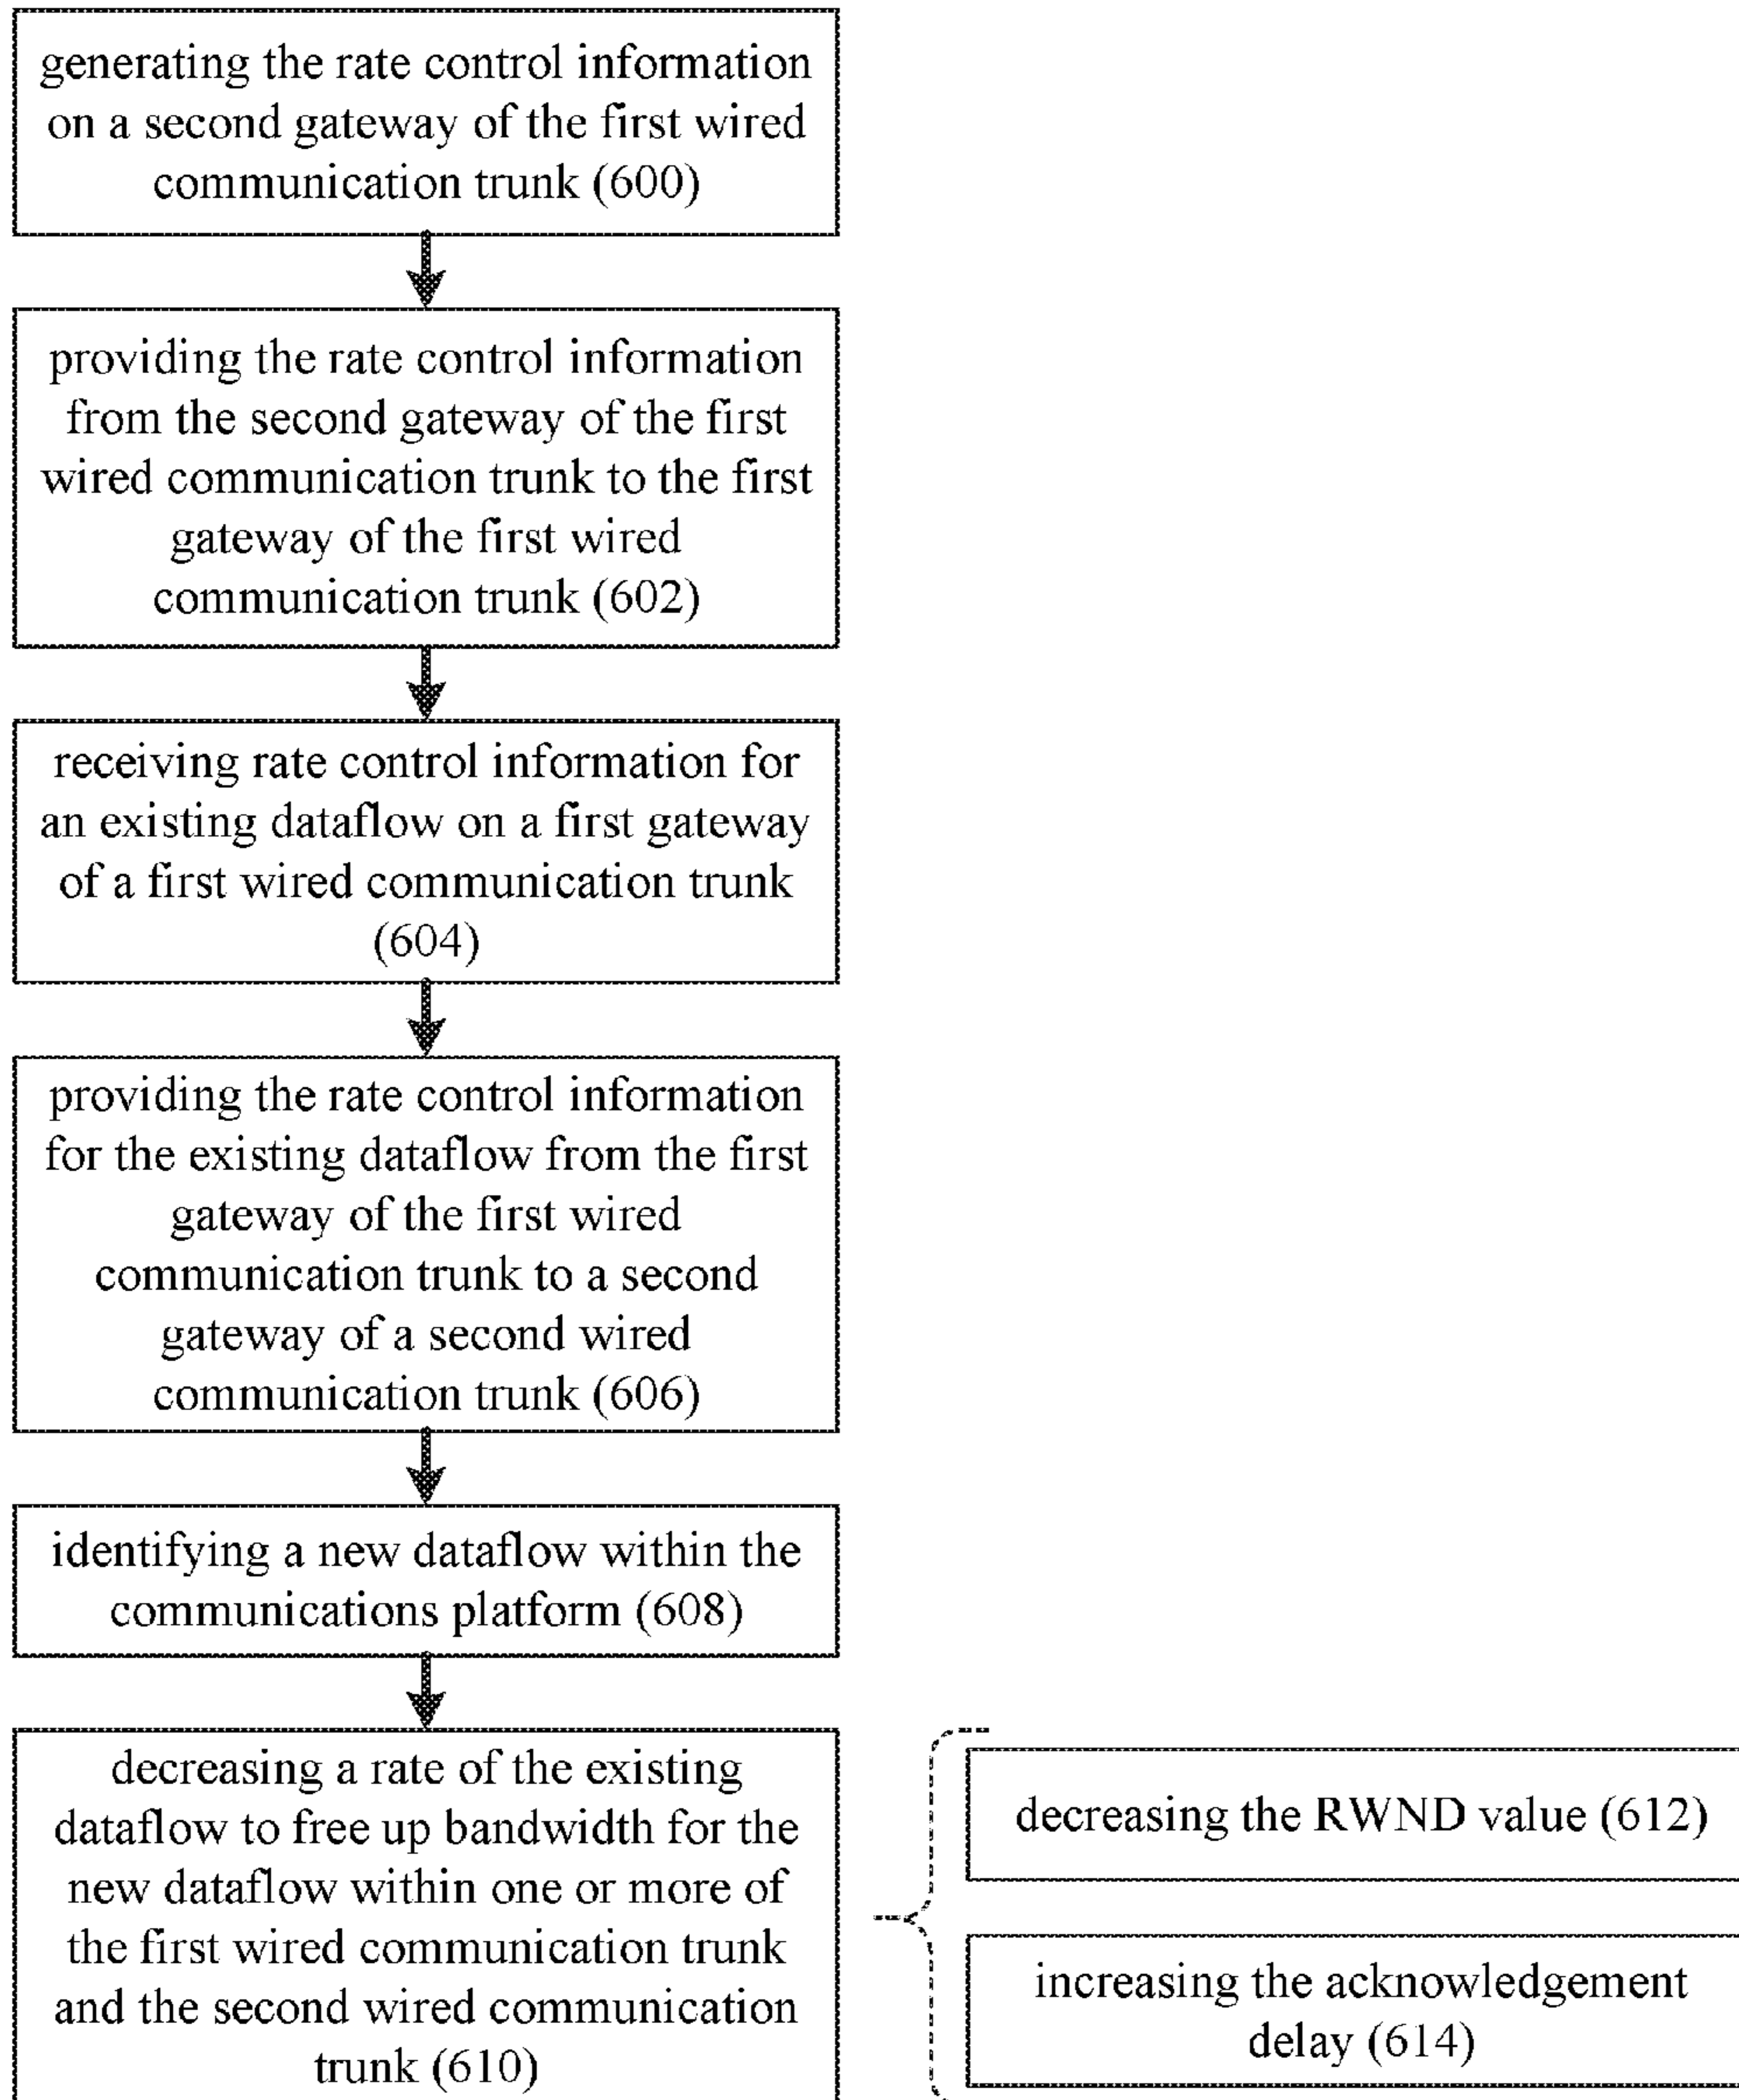 generating the rate control information
on a second gateway of the first wired
communication trunk (600)
providing the rate control information
from the second gateway of the first
wired communication trunk to the first
gateway of the first wired
communication trunk (602)
receiving rate control information for
an existing dataflow on a first gateway
of a first wired communication trunk
(604)
providing the rate control information
for the existing dataflow from the first
gateway of the first wired
communication trunk to a second
gateway of a second wired
communication trunk (606)
identifying a new dataflow within the
communications platform (608)
decreasing a rate of the existing
dataflow to free up bandwidth for the
new dataflow within one or more of
the first wired communication trunk
and the second wired communication
trunk (610)
decreasing the RWND value (612)
increasing the acknowledgement
delay (614)